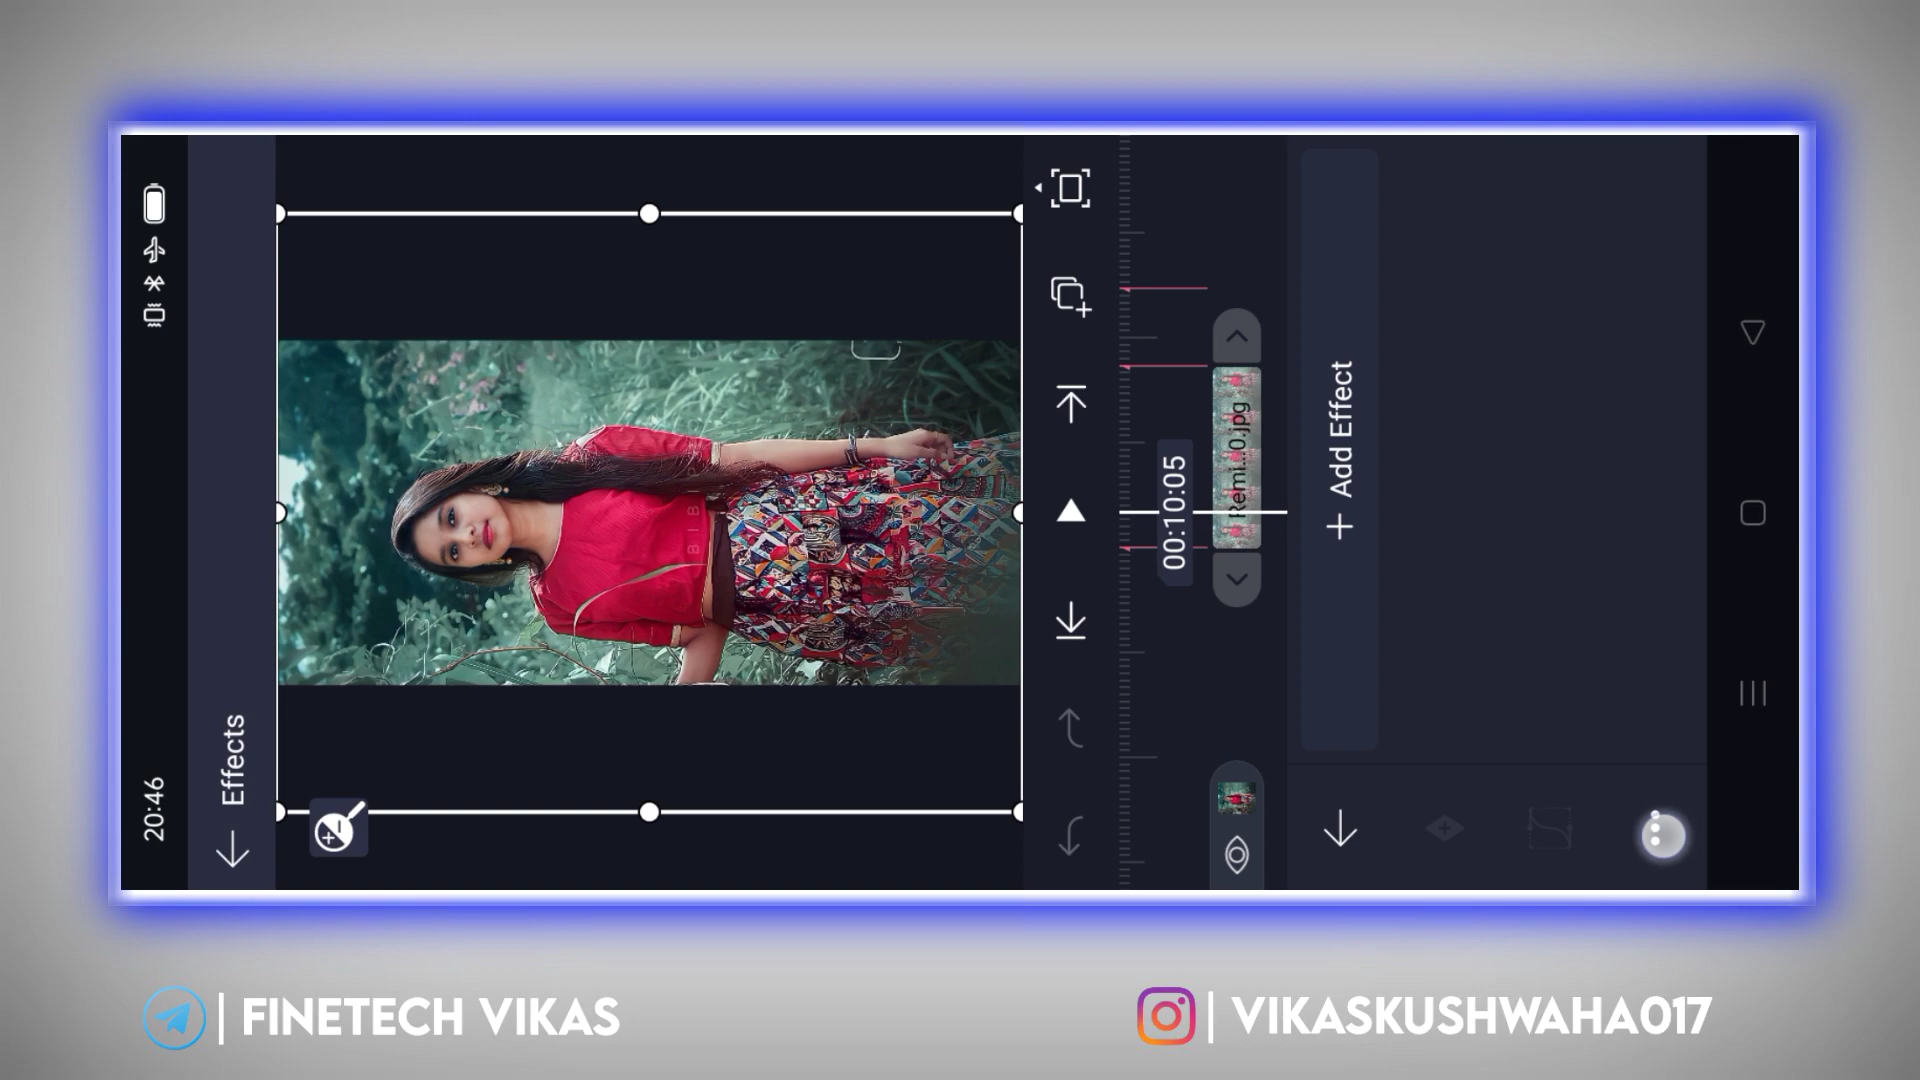 20:46
Effects
00:10:05
Remi...0.jpg
+ Add Effect
FINETECH VIKAS
VIKASKUSHWAHA017